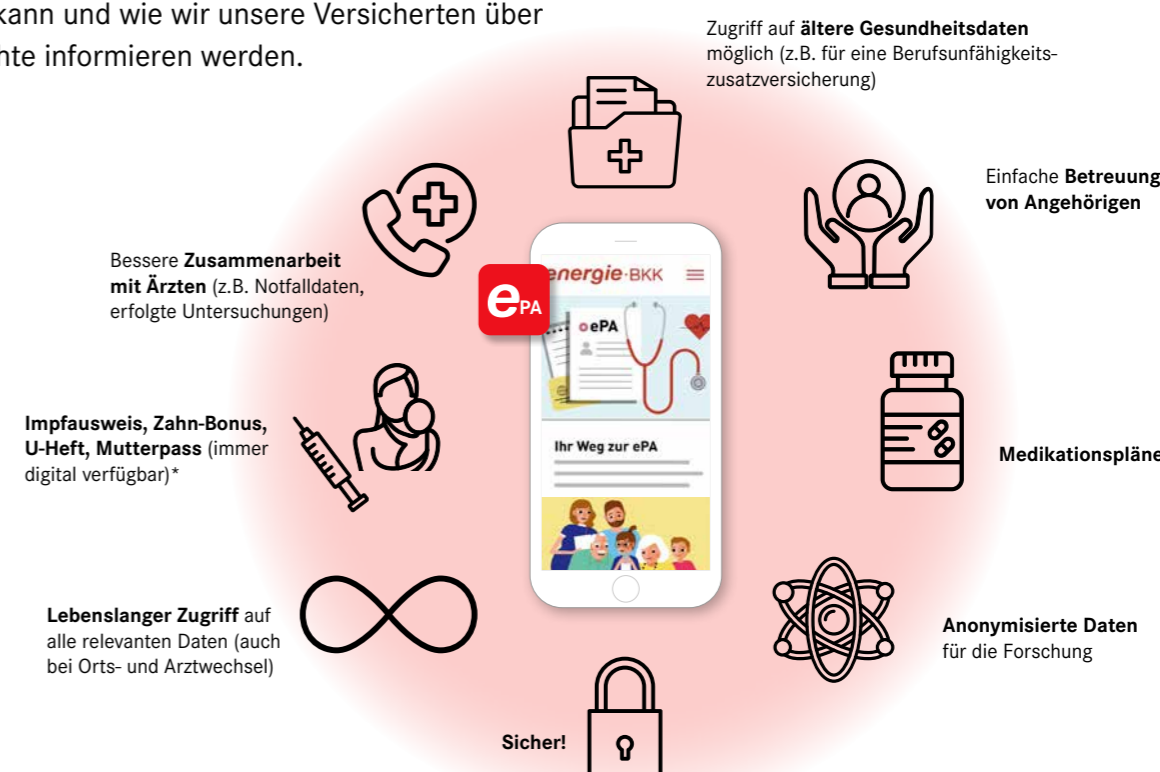 kann und wie wir unsere Versicherten über
hte informieren werden.
Zugriff auf ältere Gesundheitsdaten
möglich (z.B. für eine Berufsunfähigkeits-
zusatzversicherung)
Einfache Betreuung
von Angehörigen
Bessere Zusammenarbeit
mit Ärzten (z.B. Notfalldaten,
erfolgte Untersuchungen)
energie·BKK
ePA
ePA
Ihr Weg zur ePA
Impfausweis, Zahn-Bonus,
U-Heft, Mutterpass (immer
digital verfügbar)*
Medikationspläne
Lebenslanger Zugriff auf
alle relevanten Daten (auch
bei Orts- und Arztwechsel)
Anonymisierte Daten
für die Forschung
Sicher!